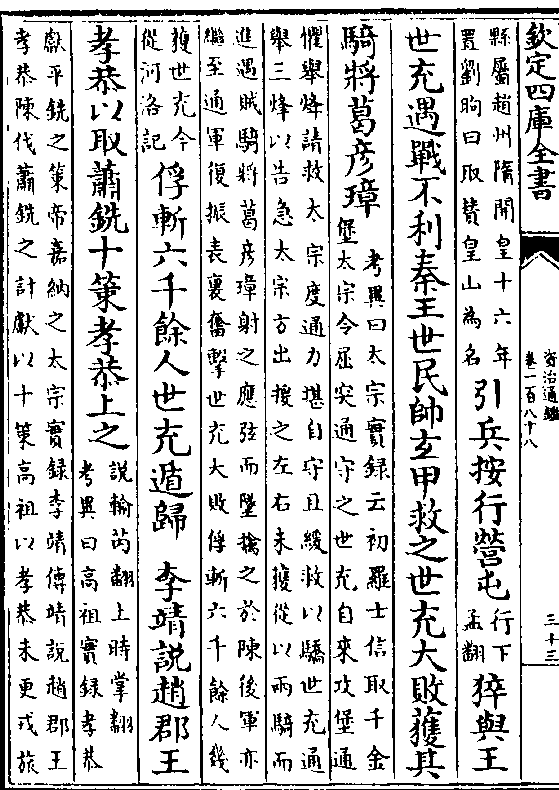 欽定四庫全書
資治通鑑
卷一百八十八
三十三
縣屬趙州隋開皇十六年
置劉昫曰取贊皇山為名
引兵按行營屯
行下
孟翻
猝與王
世充遇戰不利秦王世民帥玄甲救之世充大敗獲其
騎將葛彦璋
考異曰太宗實録云初羅士信取千金
堡太宗令屈突通守之世充自來攻堡通
懼舉烽請救太宗度通力堪自守且緩救以驕世充通
舉三烽以告急太宗方出援之左右未獲從以兩騎而
進遇賊騎將葛彦璋射之應弦而墜擒之於陳後軍亦
繼至通軍復振表裏奮擊世充大敗俘斬六千餘人幾
獲世充今
從河洛記
俘斬六千餘人世充遁歸　李靖説趙郡王
孝恭以取蕭銑十策孝恭上之
説輸芮翻上時掌翻
考異曰高祖實録孝恭
獻平銑之策帝嘉納之太宗實録李靖傳靖説趙郡王
孝恭陳伐蕭銑之計獻以十策高祖以孝恭未更戎旅